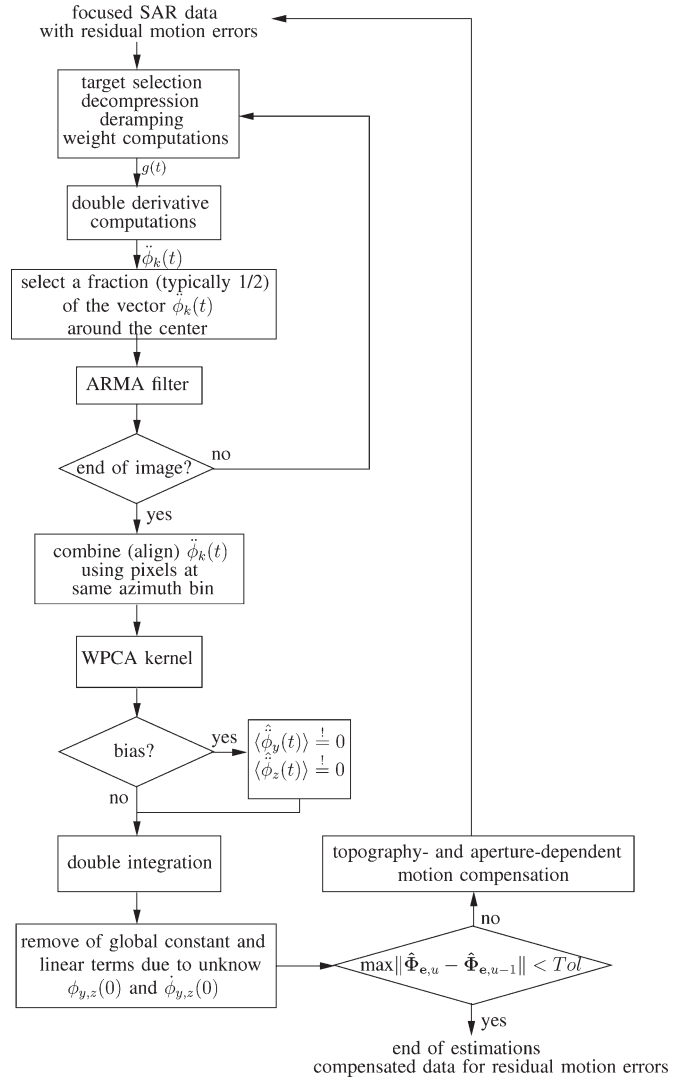 focused SAR data
with residual motion errors
target selection
decompression
deramping
weight computations
g(t)
double derivative
computations
ϕ̈ₖ(t)
select a fraction (typically 1/2)
of the vector ϕ̈ₖ(t)
around the center
ARMA filter
end of image?
no
yes
combine (align) ϕ̈ₖ(t)
using pixels at
same azimuth bin
WPCA kernel
bias?
yes
⟨ϕ̈̂_y(t)⟩ =! 0
⟨ϕ̈̂_z(t)⟩ =! 0
no
double integration
topography- and aperture-dependent
motion compensation
no
remove of global constant and
linear terms due to unknow
ϕ_{y,z}(0) and ϕ̇_{y,z}(0)
max‖Φ̂_{e,u} − Φ̂_{e,u−1}‖ < Tol
yes
end of estimations
compensated data for residual motion errors